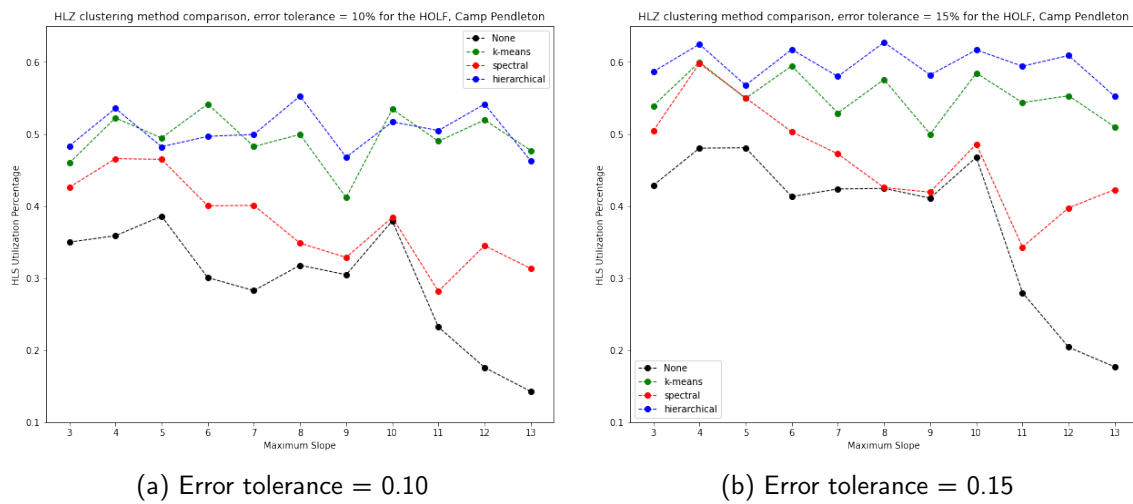 HLZ clustering method comparison, error tolerance = 10% for the HOLF, Camp Pendleton
None
k-means
spectral
hierarchical
0.6
0.5
0.4
0.3
0.2
0.1
HLS Utilization Percentage
3 4 5 6 7 8 9 10 11 12 13
Maximum Slope
(a) Error tolerance = 0.10
HLZ clustering method comparison, error tolerance = 15% for the HOLF, Camp Pendleton
0.6
0.5
0.4
0.3
0.2
0.1
HLS Utilization Percentage
None
k-means
spectral
hierarchical
3 4 5 6 7 8 9 10 11 12 13
Maximum Slope
(b) Error tolerance = 0.15